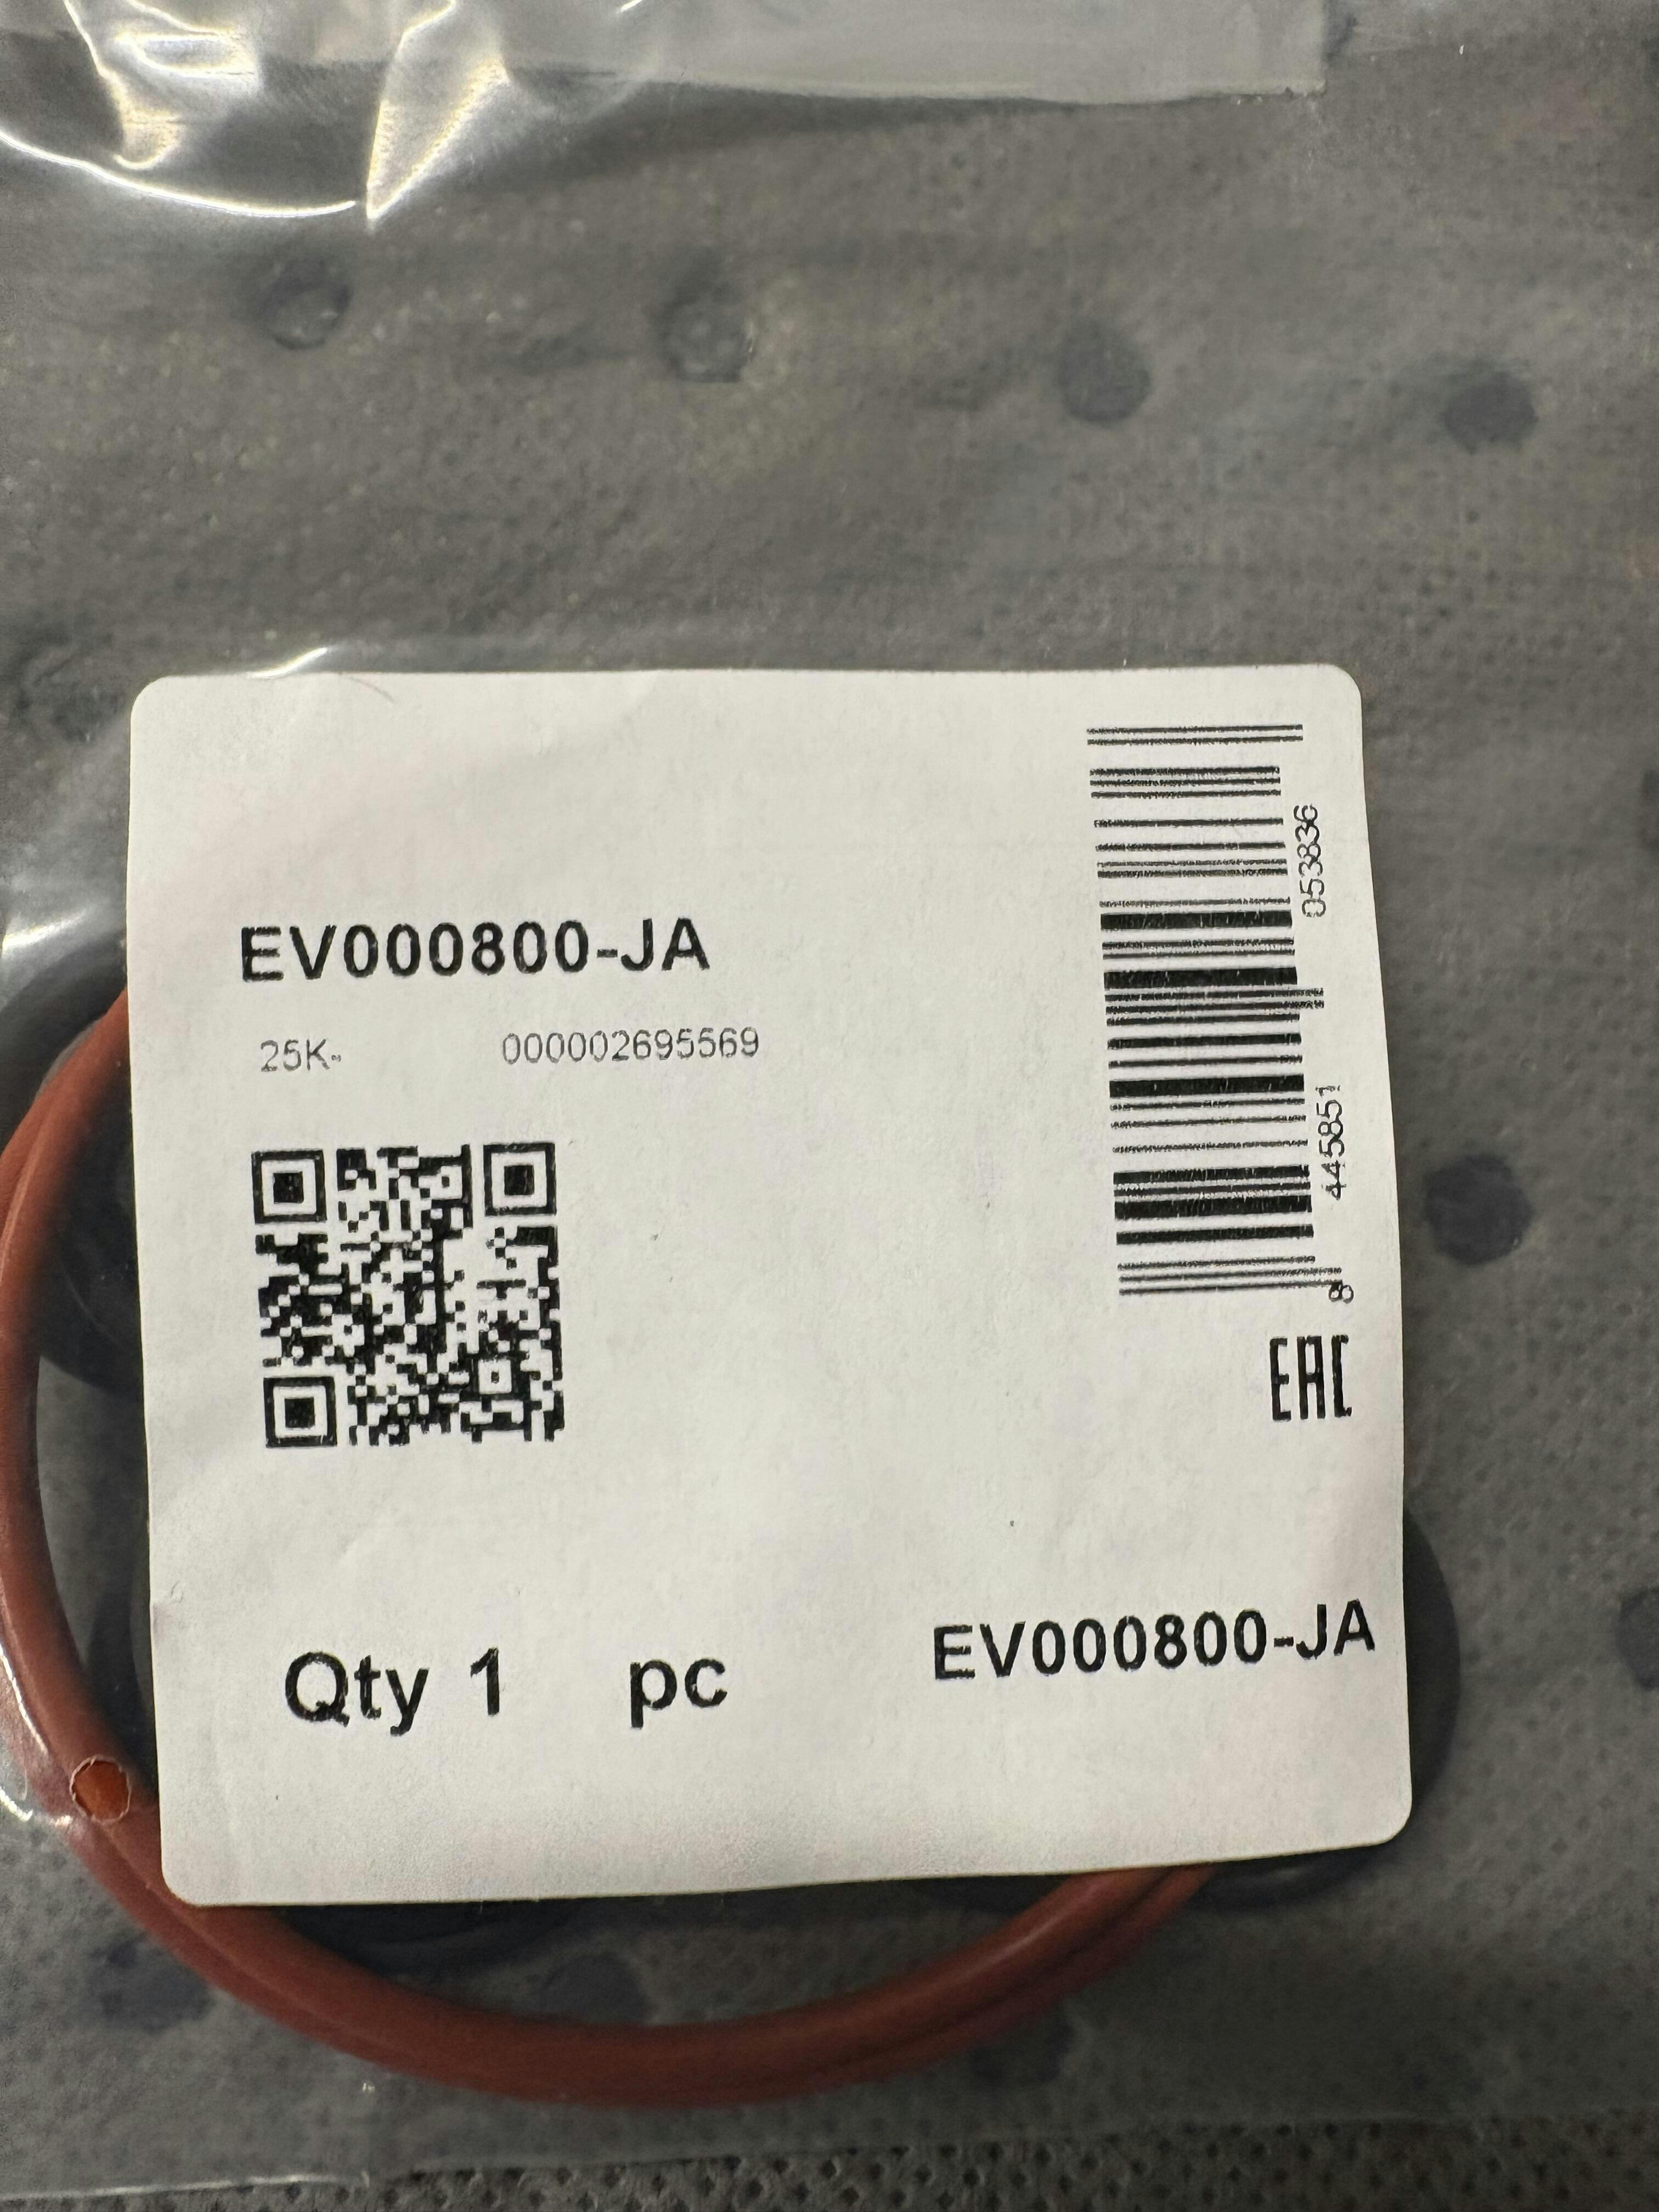 EV000800-JA
25K-
000002695569
8 445851 053836
EAC
Qty 1 pc
EV000800-JA